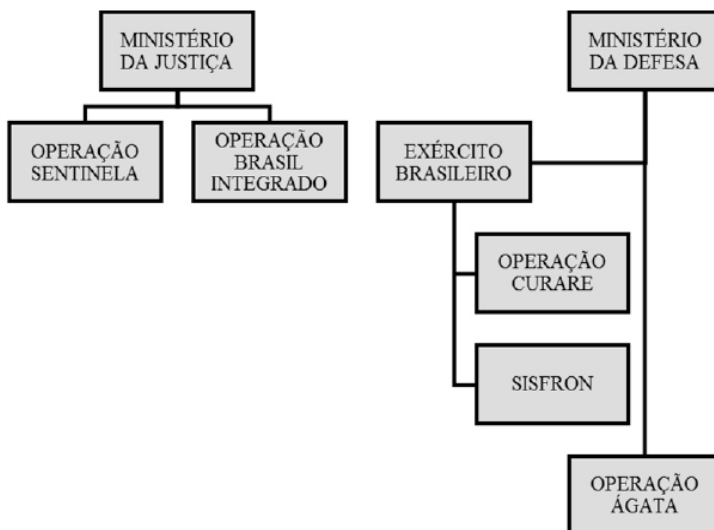 MINISTÉRIO
DA JUSTIÇA
MINISTÉRIO
DA DEFESA
OPERAÇÃO
SENTINELA
OPERAÇÃO
BRASIL
INTEGRADO
EXÉRCITO
BRASILEIRO
OPERAÇÃO
CURARE
SISFRON
OPERAÇÃO
ÁGATA